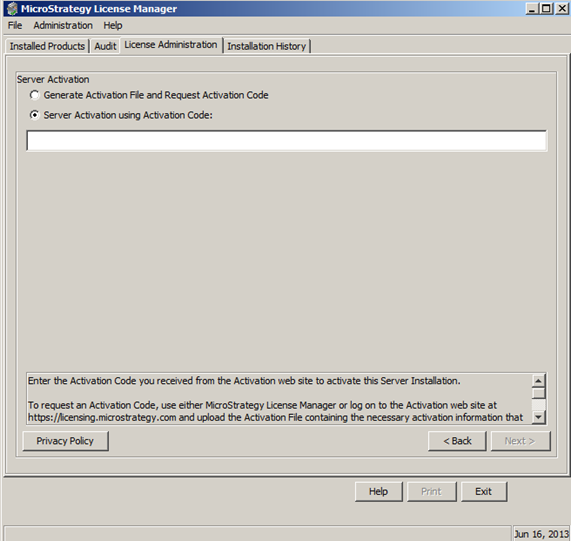 MicroStrategy License Manager
File Administration Help
Installed Products Audit License Administration Installation History
Server Activation
Generate Activation File and Request Activation Code
Server Activation using Activation Code:
Enter the Activation Code you received from the Activation web site to activate this Server Installation.
To request an Activation Code, use either MicroStrategy License Manager or log on to the Activation web site at
https://licensing.microstrategy.com and upload the Activation File containing the necessary activation information that
Privacy Policy < Back Next >
Help Print Exit
Jun 16, 2013